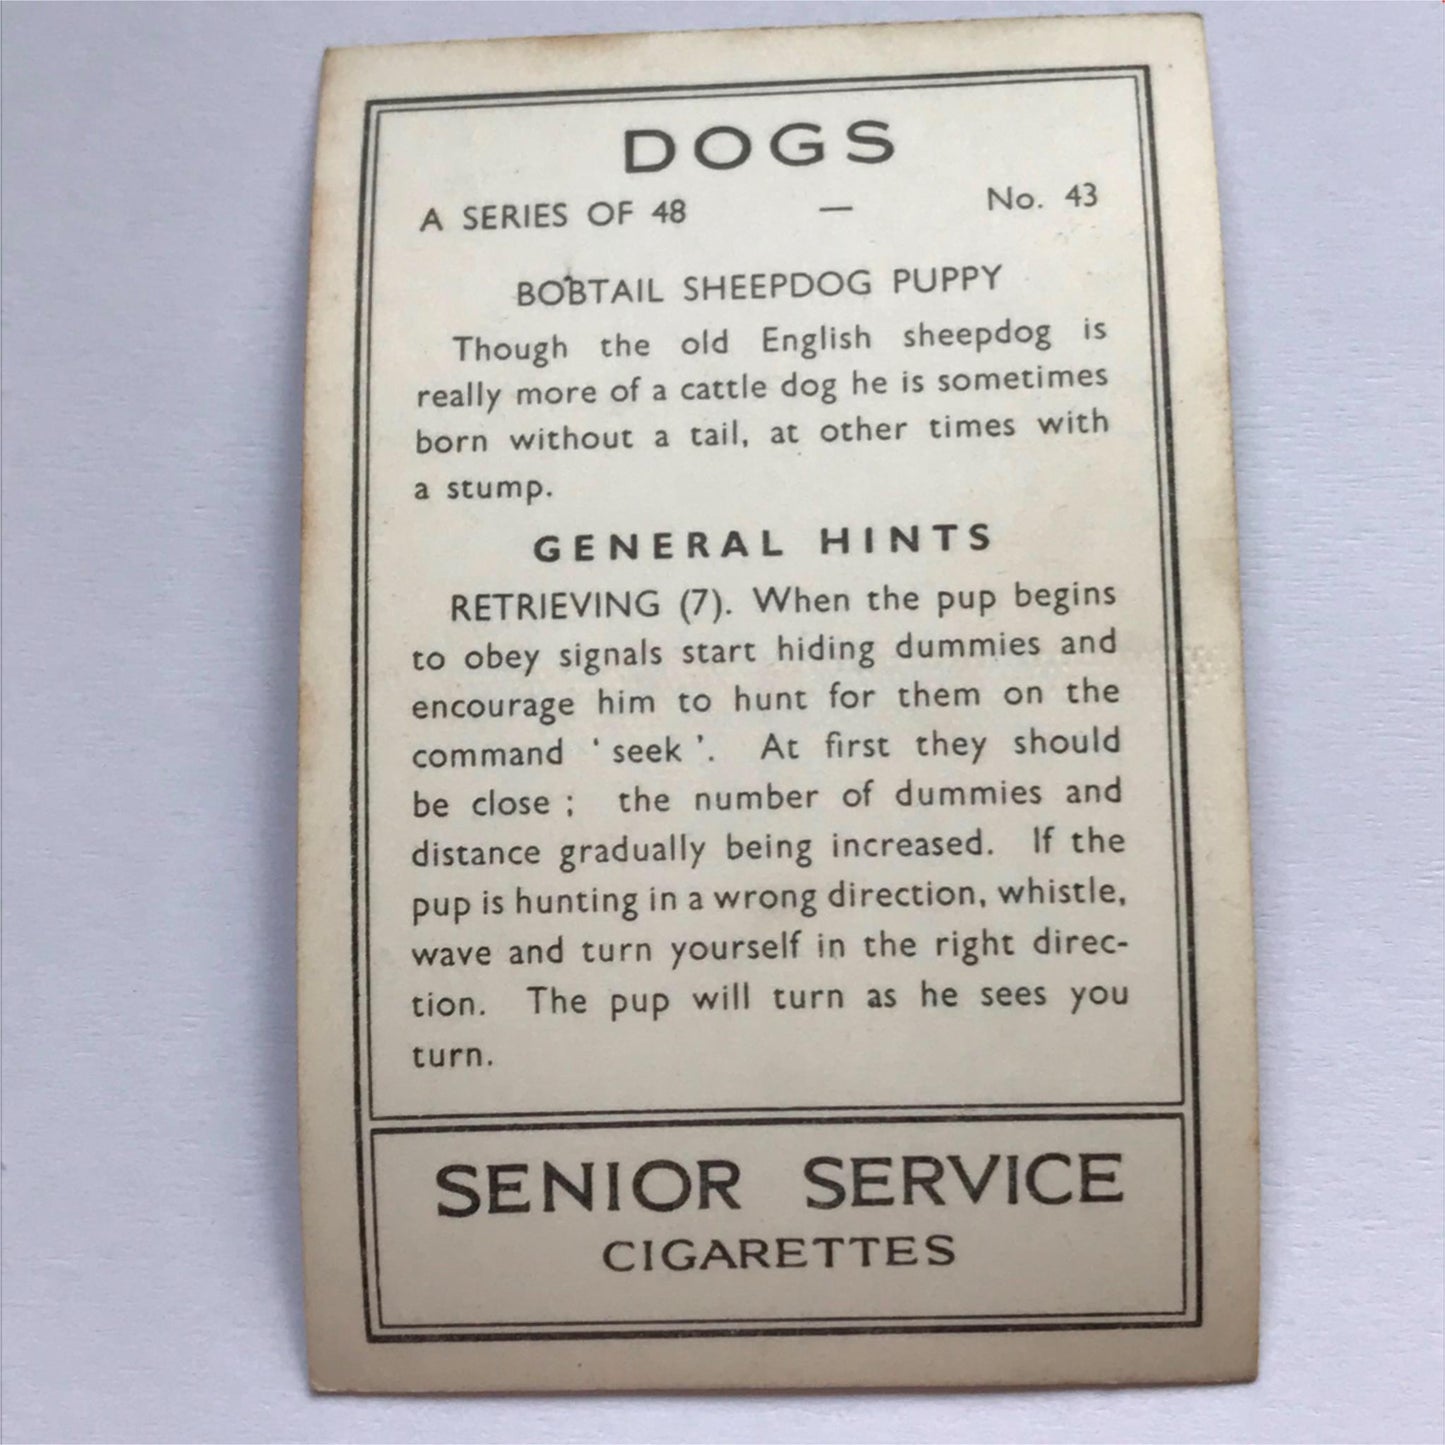 DOGS
A SERIES OF 48 — No. 43
BOBTAIL SHEEPDOG PUPPY
Though the old English sheepdog is
really more of a cattle dog he is sometimes
born without a tail, at other times with
a stump.
GENERAL HINTS
RETRIEVING (7). When the pup begins
to obey signals start hiding dummies and
encourage him to hunt for them on the
command ‘ seek ’. At first they should
be close ; the number of dummies and
distance gradually being increased. If the
pup is hunting in a wrong direction, whistle,
wave and turn yourself in the right direc-
tion. The pup will turn as he sees you
turn.
SENIOR SERVICE
CIGARETTES